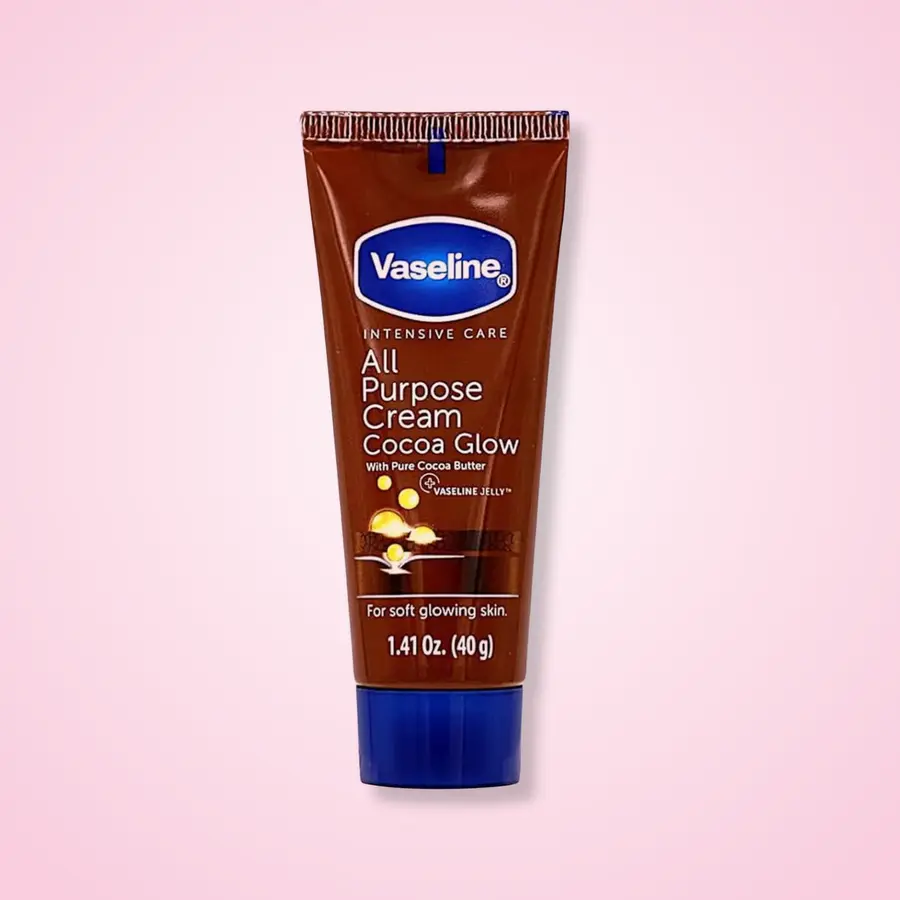 Vaseline®
INTENSIVE CARE
All
Purpose
Cream
Cocoa Glow
With Pure Cocoa Butter
+ VASELINE JELLY™
For soft glowing skin.
1.41 Oz. (40 g)